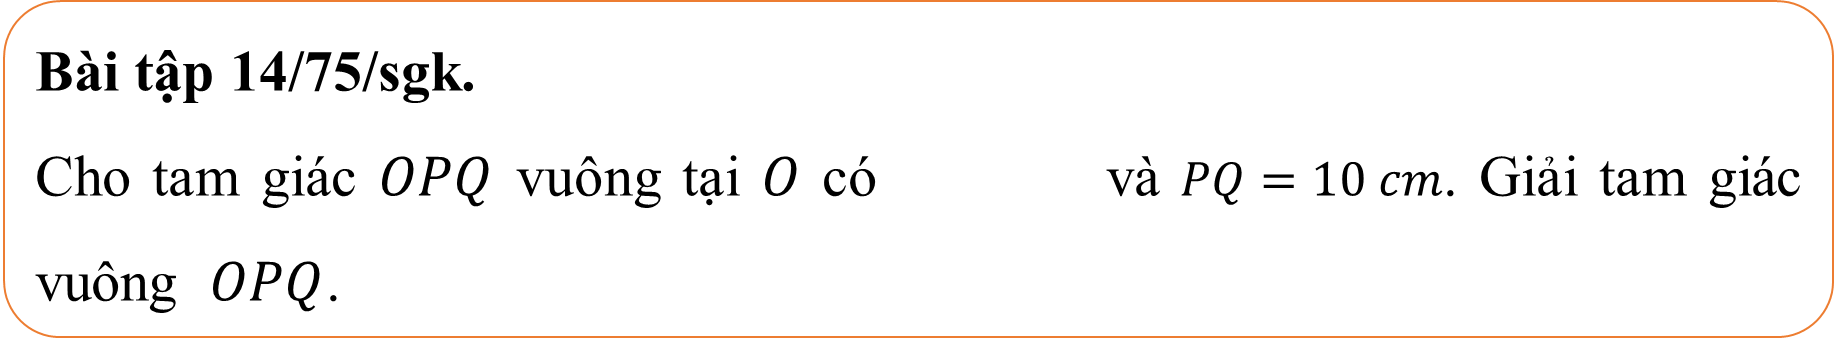 Bài tập 14/75/sgk.
Cho tam giác OPQ vuông tại O có và PQ = 10 cm. Giải tam giác
vuông OPQ.